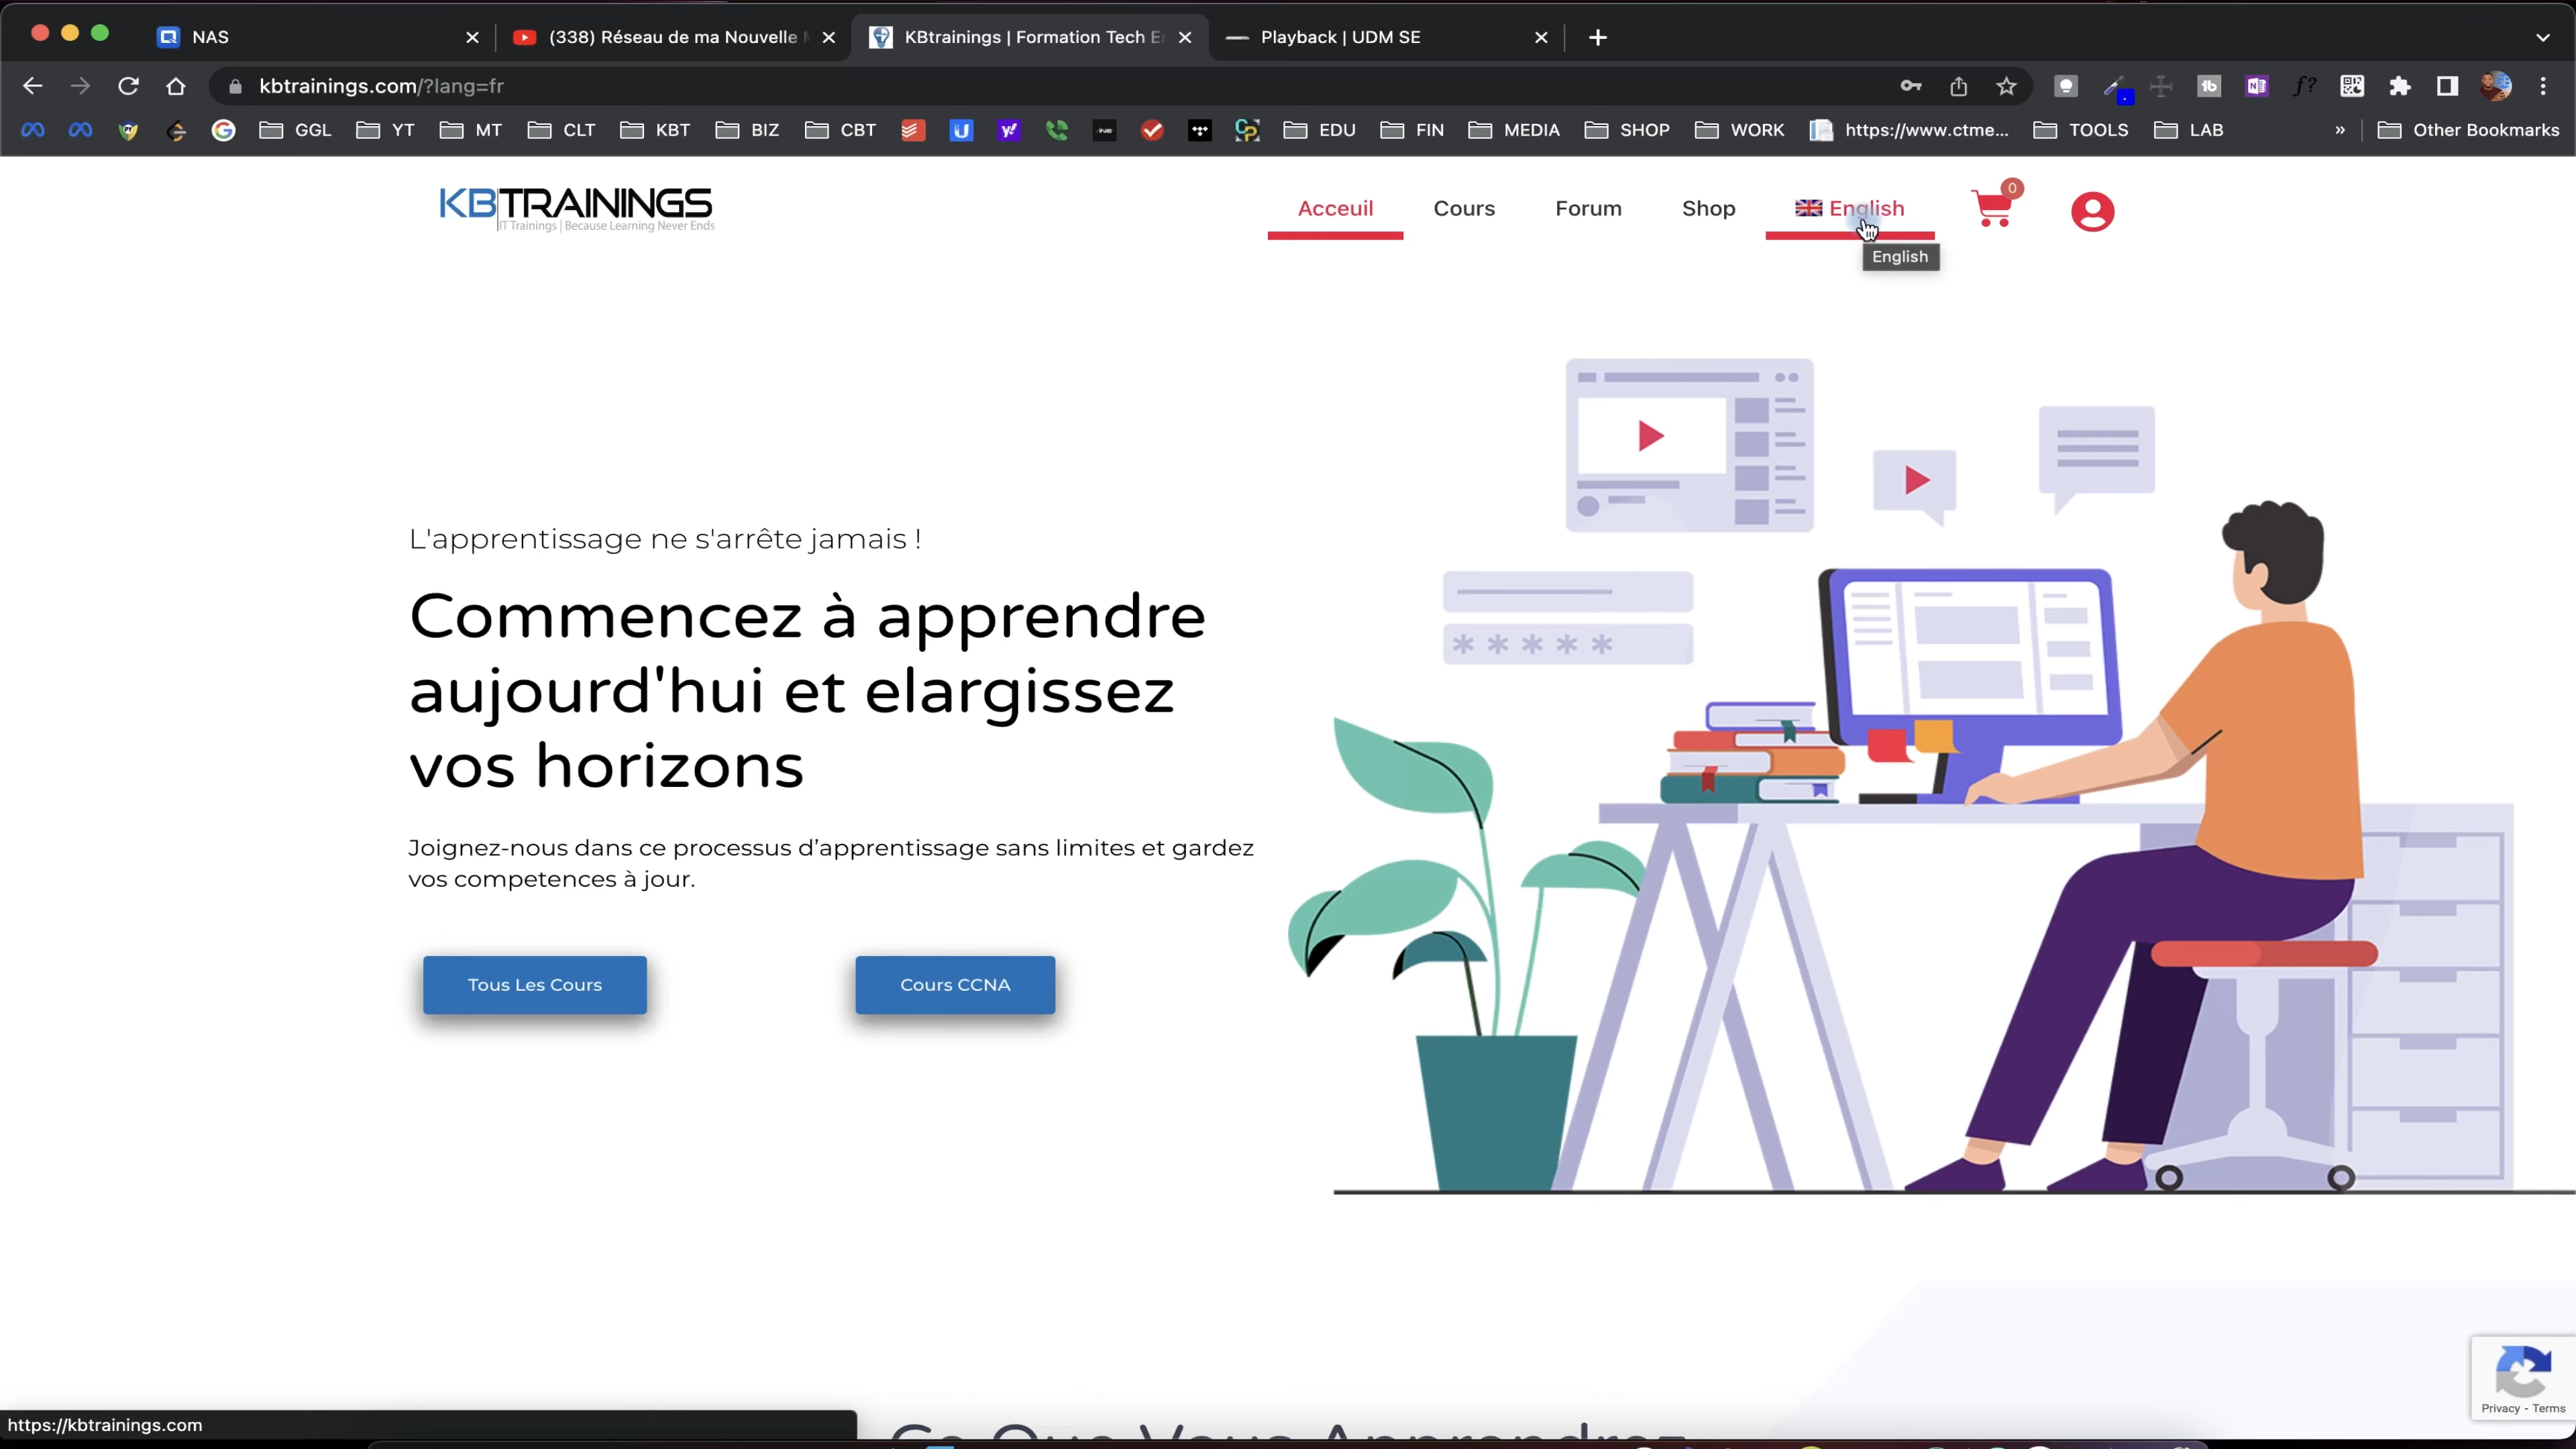 NAS
(338) Réseau de ma Nouvelle
KBtrainings | Formation Tech E
Playback | UDM SE
kbtrainings.com/?lang=fr
GGL
YT
MT
CLT
KBT
BIZ
CBT
EDU
FIN
MEDIA
SHOP
WORK
https://www.ctme...
TOOLS
LAB
»
Other Bookmarks
KBTRAININGS
IT Trainings | Because Learning Never Ends
Acceuil
Cours
Forum
Shop
English
0
English
L'apprentissage ne s'arrête jamais !
Commencez à apprendre
aujourd'hui et elargissez
vos horizons
Joignez-nous dans ce processus d’apprentissage sans limites et gardez
vos competences à jour.
Tous Les Cours
Cours CCNA
* * * * *
Privacy - Terms
https://kbtrainings.com
Ce Que Vous Apprendrez